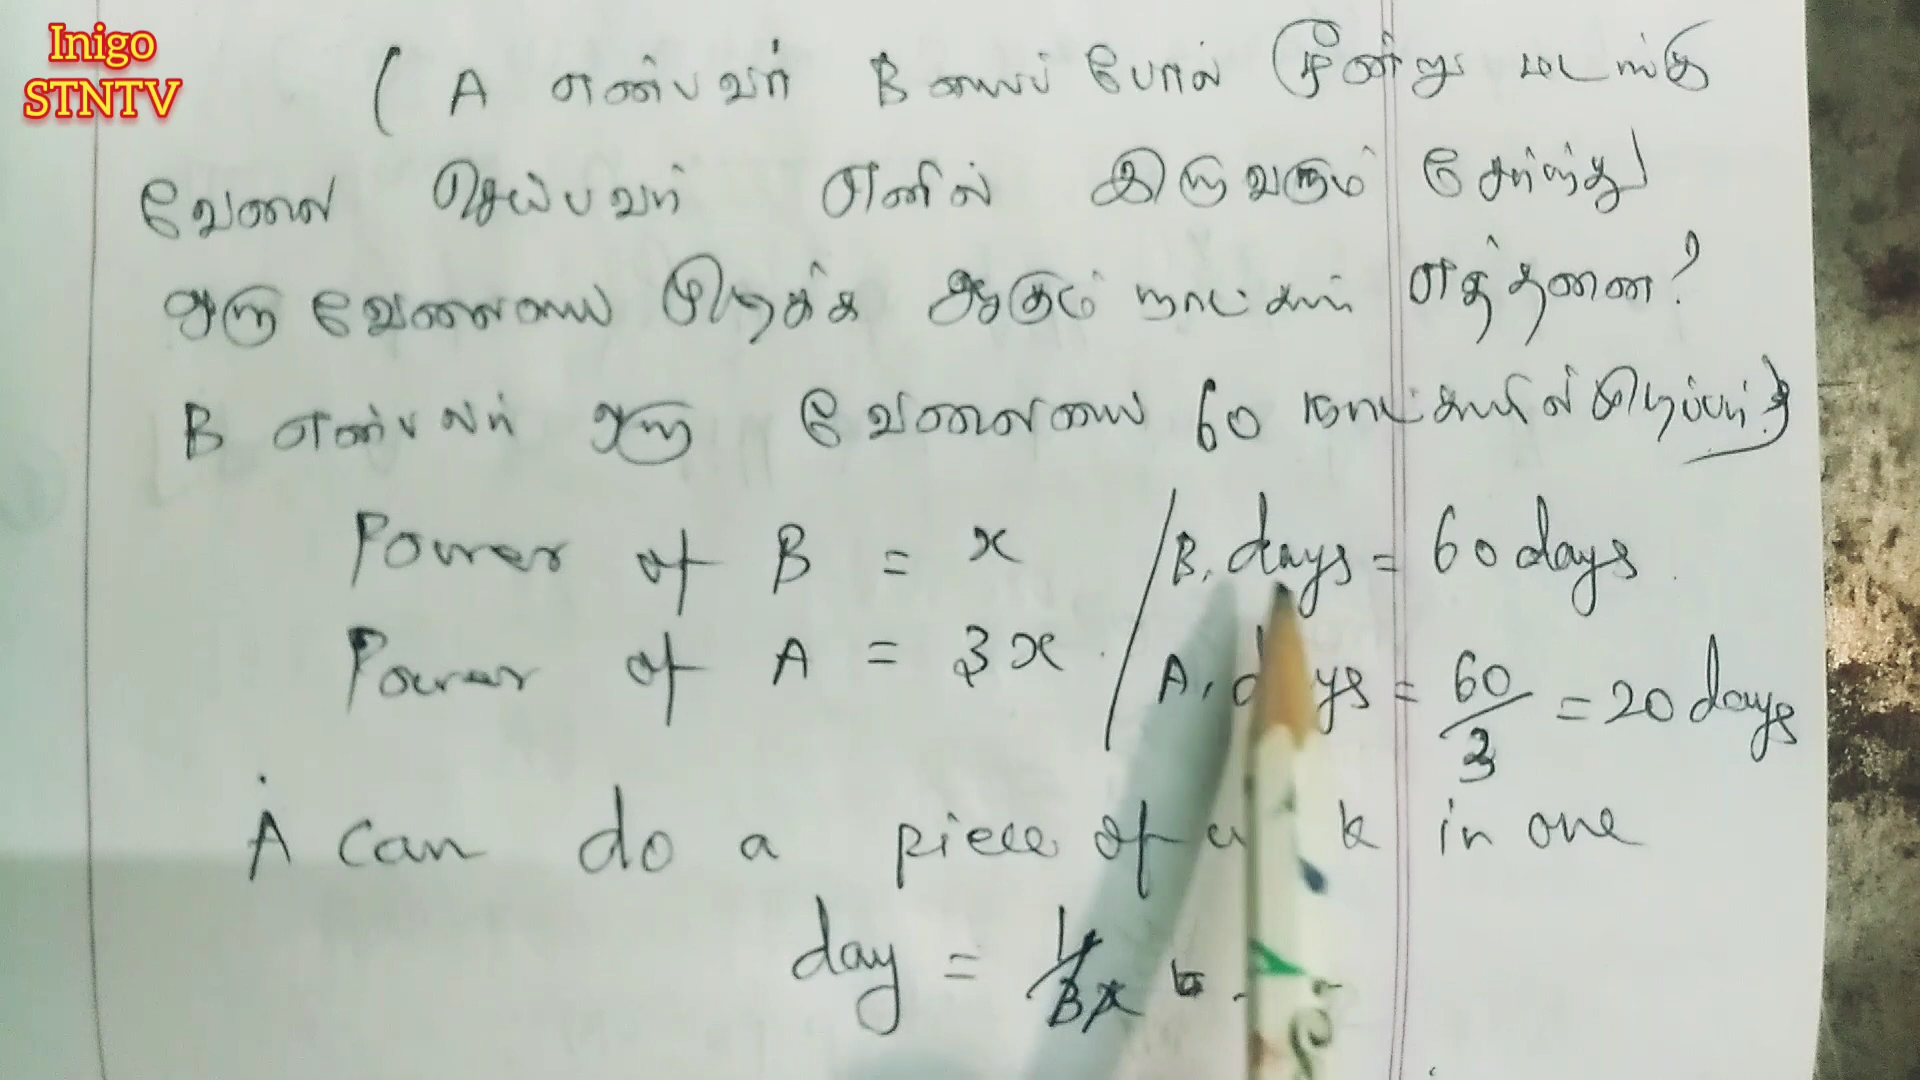 Inigo
STNTV
( A என்பவர் B யைப் போல் மூன்று மடங்கு
வேலை செய்பவர் எனில் இருவரும் சேர்ந்து
ஒரு வேலையை முடிக்க ஆகும் நாட்கள் எத்தனை?
B என்பவர் ஒரு வேலையை 60 நாட்களில் முடிப்பர்)
Power of B = x / B, days = 60 days
Power of A = 3x A, days = 60/3 = 20 days
A can do a piece of k in one
day =